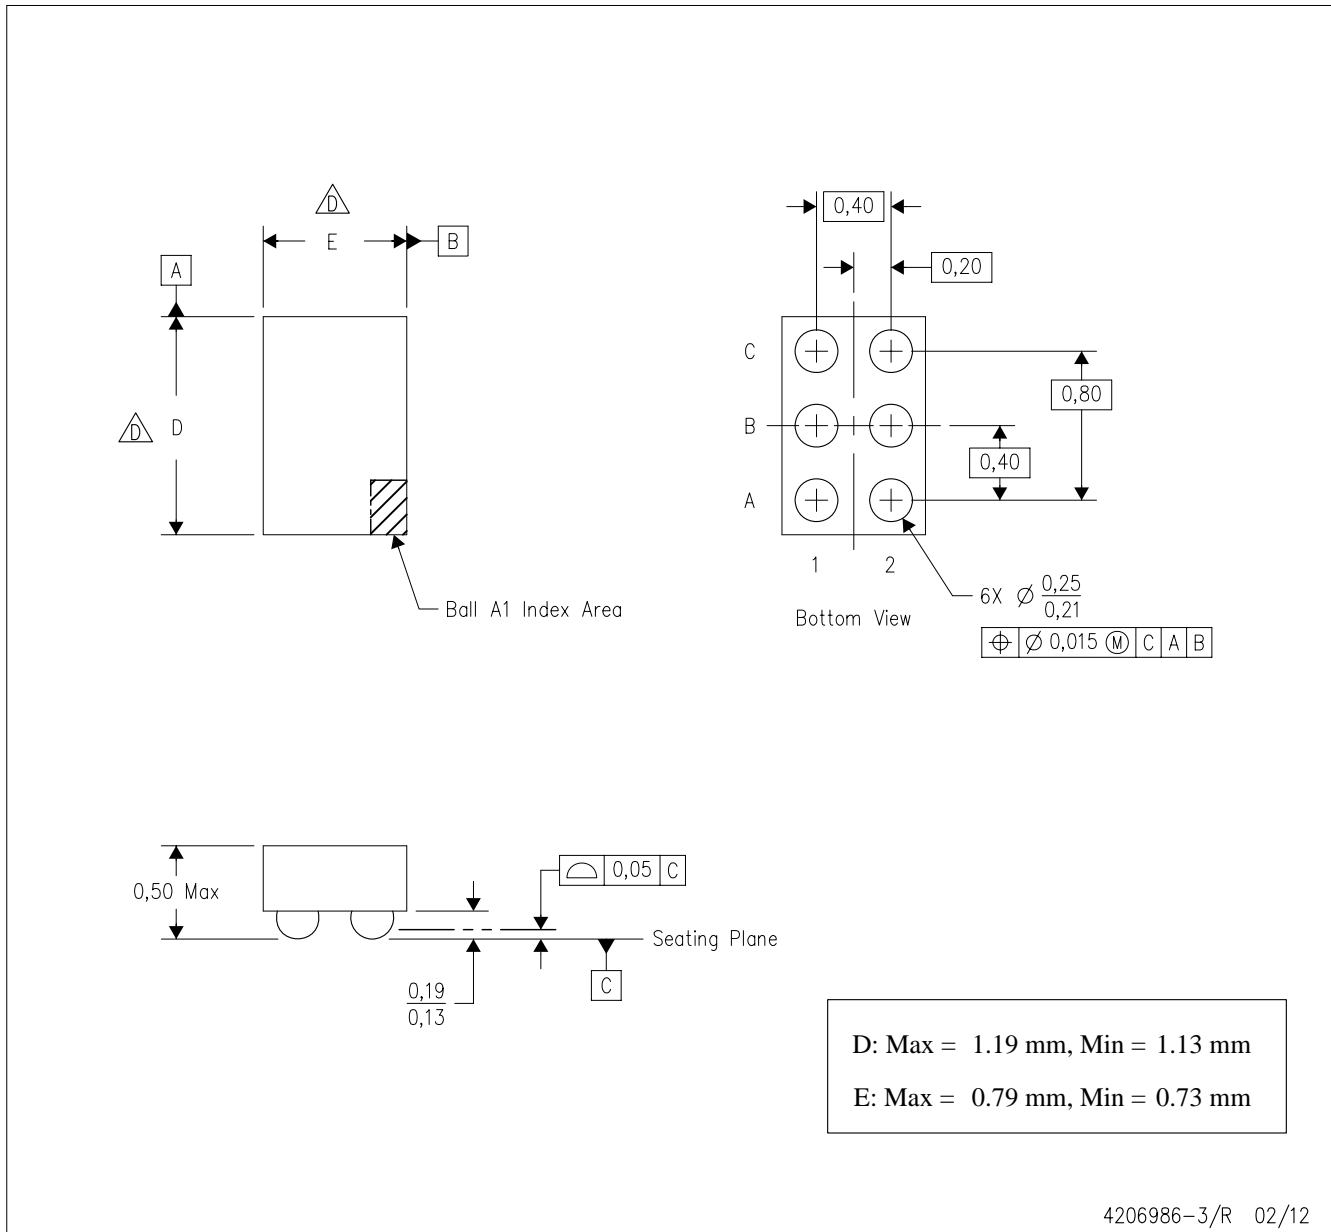 D
E
B
A
D
D
Ball A1 Index Area
0,40
0,20
C
B
A
0,80
0,40
1
2
Bottom View
6X Ø 0,25
0,21
⌖ Ø 0,015 Ⓜ C A B
0,50 Max
⌓ 0,05 C
Seating Plane
C
0,19
0,13
D: Max = 1.19 mm, Min = 1.13 mm
E: Max = 0.79 mm, Min = 0.73 mm
4206986-3/R 02/12